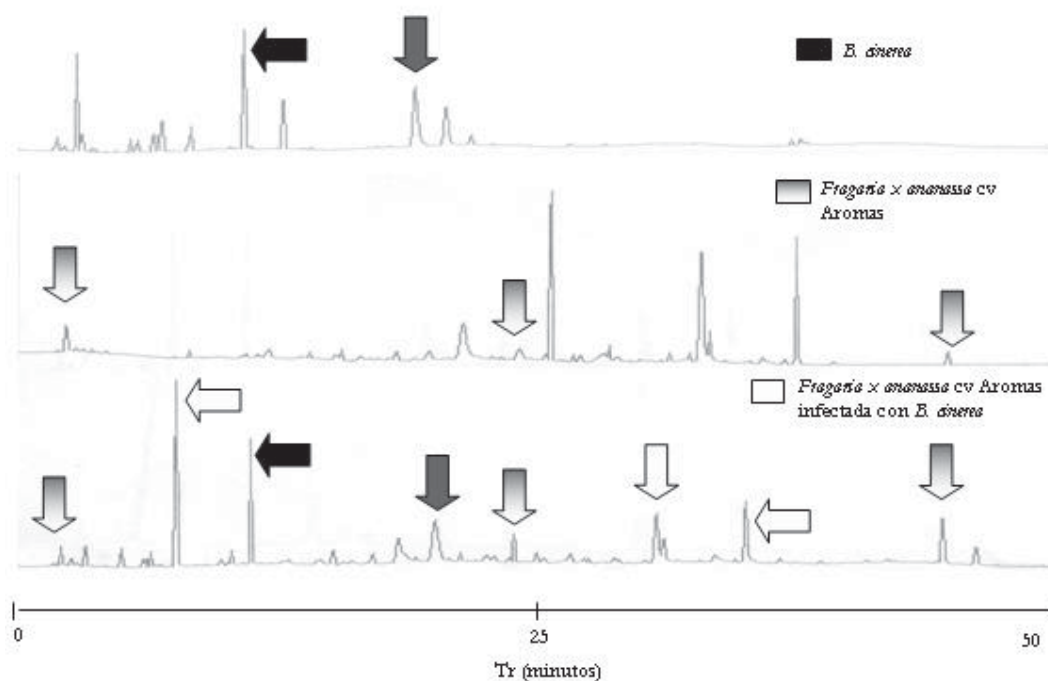 B. cinerea
Fragaria x ananassa cv
Aromas
Fragaria x ananassa cv Aromas
infectada con B. cinerea
0
25
50
Tr (minutos)